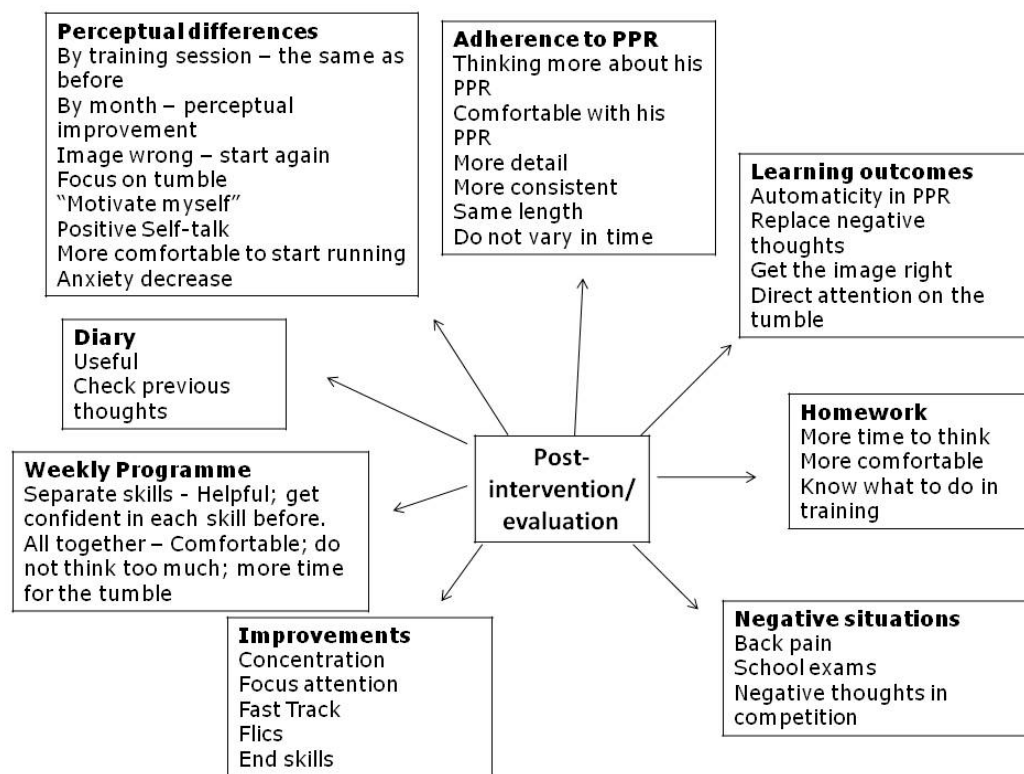 Perceptual differences
By training session – the same as
before
By month – perceptual
improvement
Image wrong – start again
Focus on tumble
“Motivate myself”
Positive Self-talk
More comfortable to start running
Anxiety decrease
Adherence to PPR
Thinking more about his
PPR
Comfortable with his
PPR
More detail
More consistent
Same length
Do not vary in time
Learning outcomes
Automaticity in PPR
Replace negative
thoughts
Get the image right
Direct attention on the
tumble
Diary
Useful
Check previous
thoughts
Post-
intervention/
evaluation
Homework
More time to think
More comfortable
Know what to do in
training
Weekly Programme
Separate skills - Helpful; get
confident in each skill before.
All together – Comfortable; do
not think too much; more time
for the tumble
Improvements
Concentration
Focus attention
Fast Track
Flics
End skills
Negative situations
Back pain
School exams
Negative thoughts in
competition